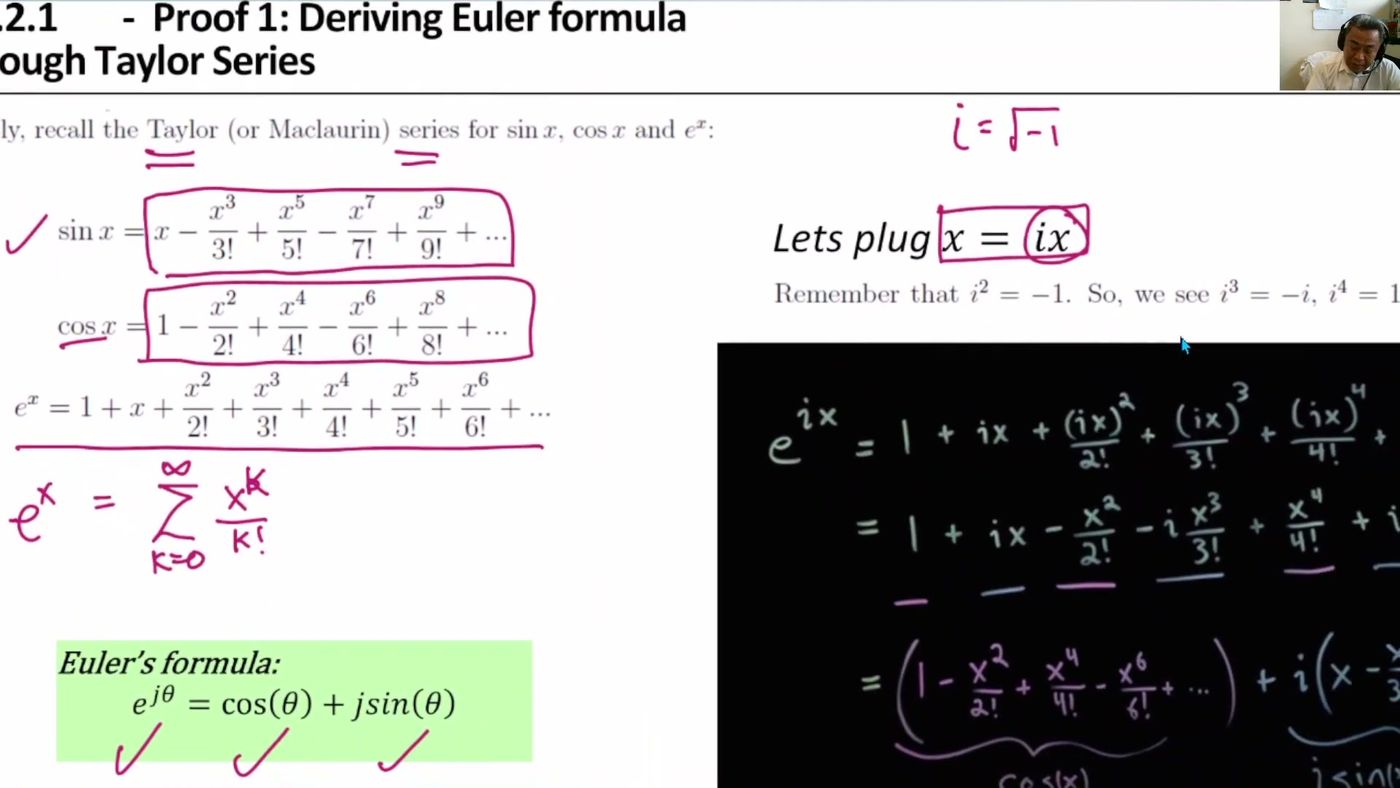 .2.1 - Proof 1: Deriving Euler formula
ough Taylor Series
ly, recall the Taylor (or Maclaurin) series for sin x, cos x and eˣ:
sin x = x − x³/3! + x⁵/5! − x⁷/7! + x⁹/9! + ...
cos x = 1 − x²/2! + x⁴/4! − x⁶/6! + x⁸/8! + ...
eˣ = 1 + x + x²/2! + x³/3! + x⁴/4! + x⁵/5! + x⁶/6! + ...
eˣ = ∑_{k=0}^{∞} xᵏ/k!
Euler's formula:
e^{jθ} = cos(θ) + jsin(θ)
i = √-1
Lets plug x = ix
Remember that i² = −1. So, we see i³ = −i, i⁴ = 1
e^{ix} = 1 + ix + (ix)²/2! + (ix)³/3! + (ix)⁴/4! +
= 1 + ix − x²/2! − i x³/3! + x⁴/4! + i
= (1 − x²/2! + x⁴/4! − x⁶/6! + ...) + i(x −
cos(x) i sin(